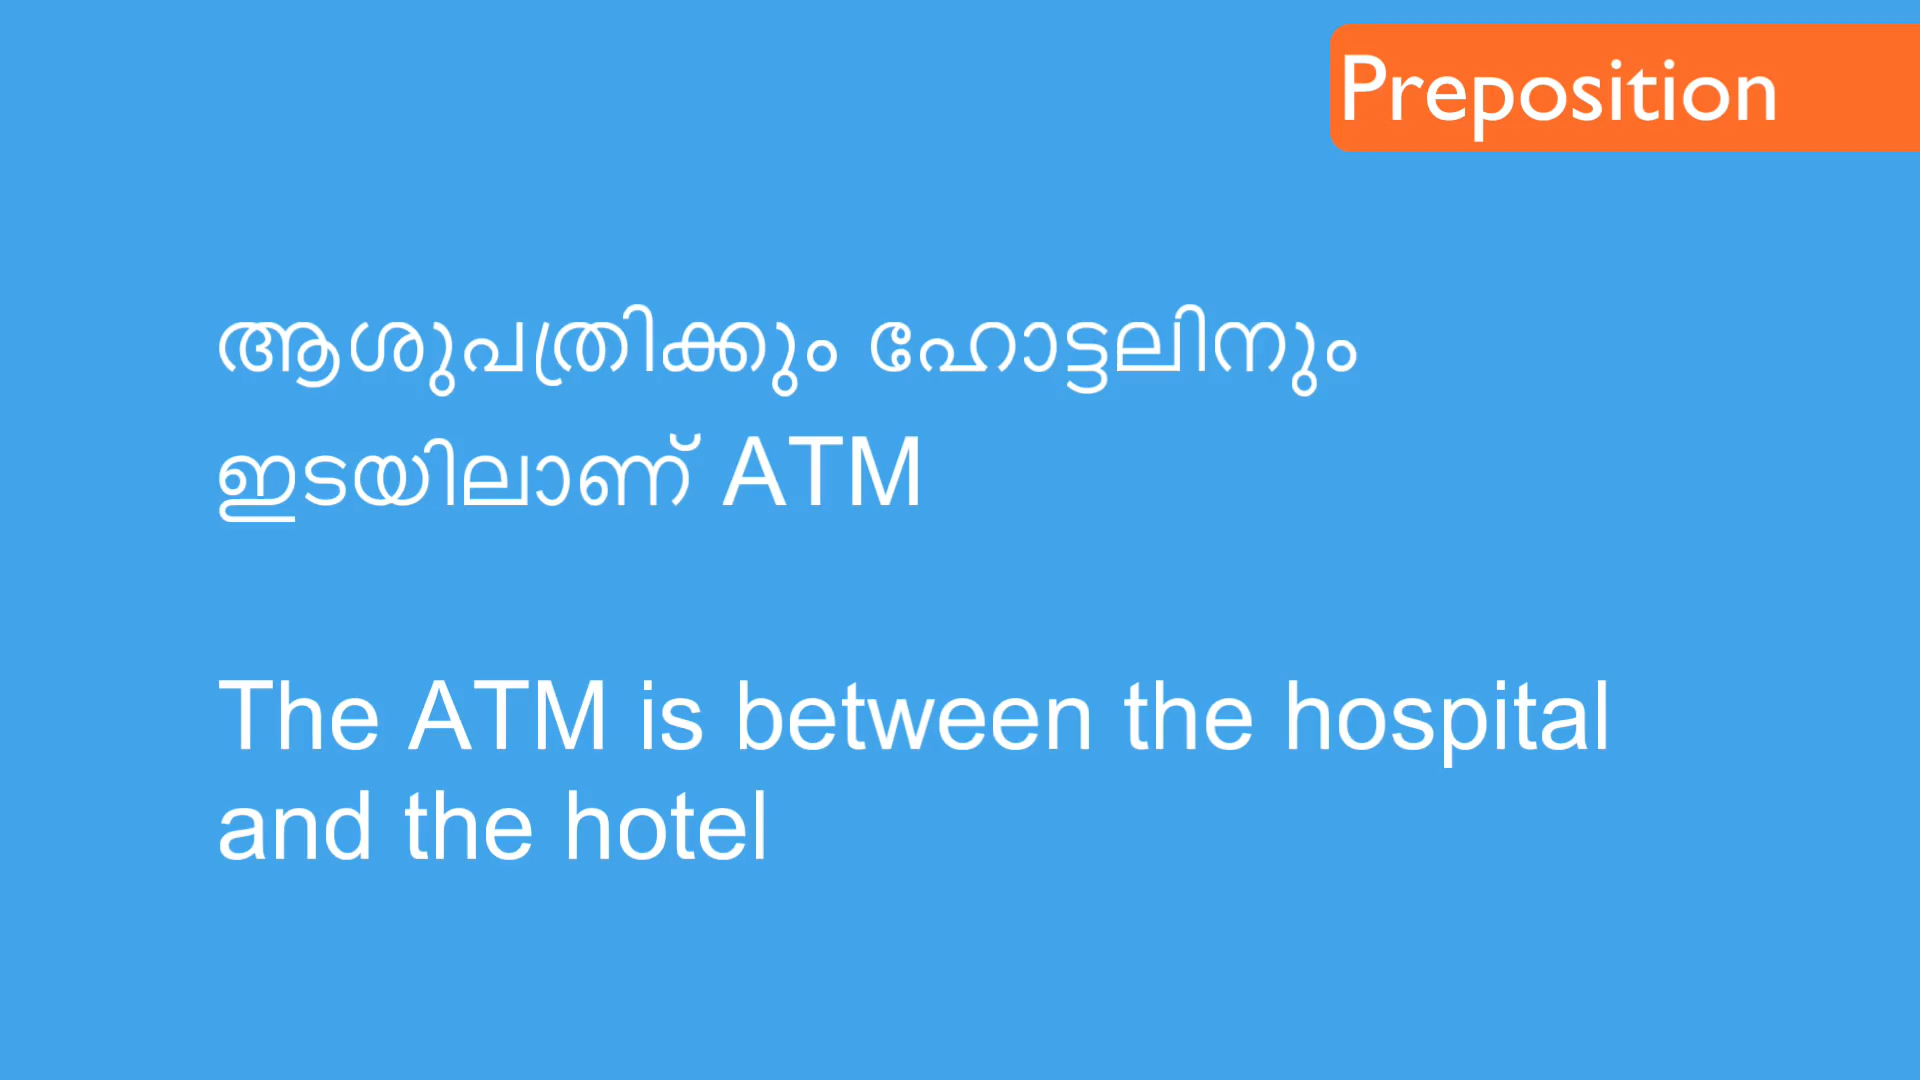 Preposition
ആശുപത്രിക്കും ഹോട്ടലിനും
ഇടയിലാണ് ATM
The ATM is between the hospital
and the hotel